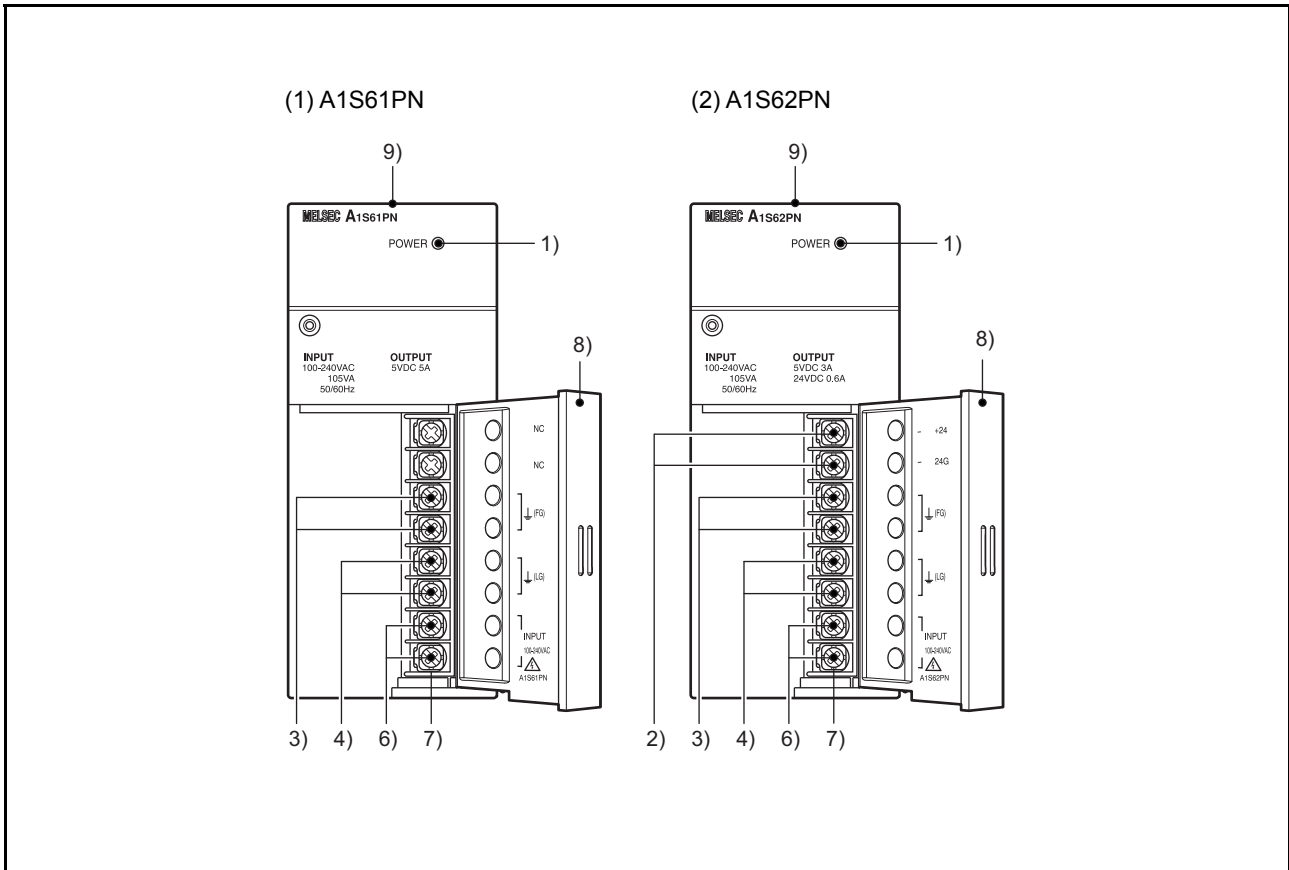 (1) A1S61PN
9)
MELSEC A1S61PN
POWER
1)
INPUT
100-240VAC
105VA
50/60Hz
OUTPUT
5VDC 5A
8)
NC
NC
(FG)
(LG)
INPUT
100-240VAC
A1S61PN
3)
4)
6)
7)
(2) A1S62PN
9)
MELSEC A1S62PN
POWER
1)
INPUT
100-240VAC
105VA
50/60Hz
OUTPUT
5VDC 3A
24VDC 0.6A
8)
- +24
- 24G
(FG)
(LG)
INPUT
100-240VAC
A1S62PN
2)
3)
4)
6)
7)